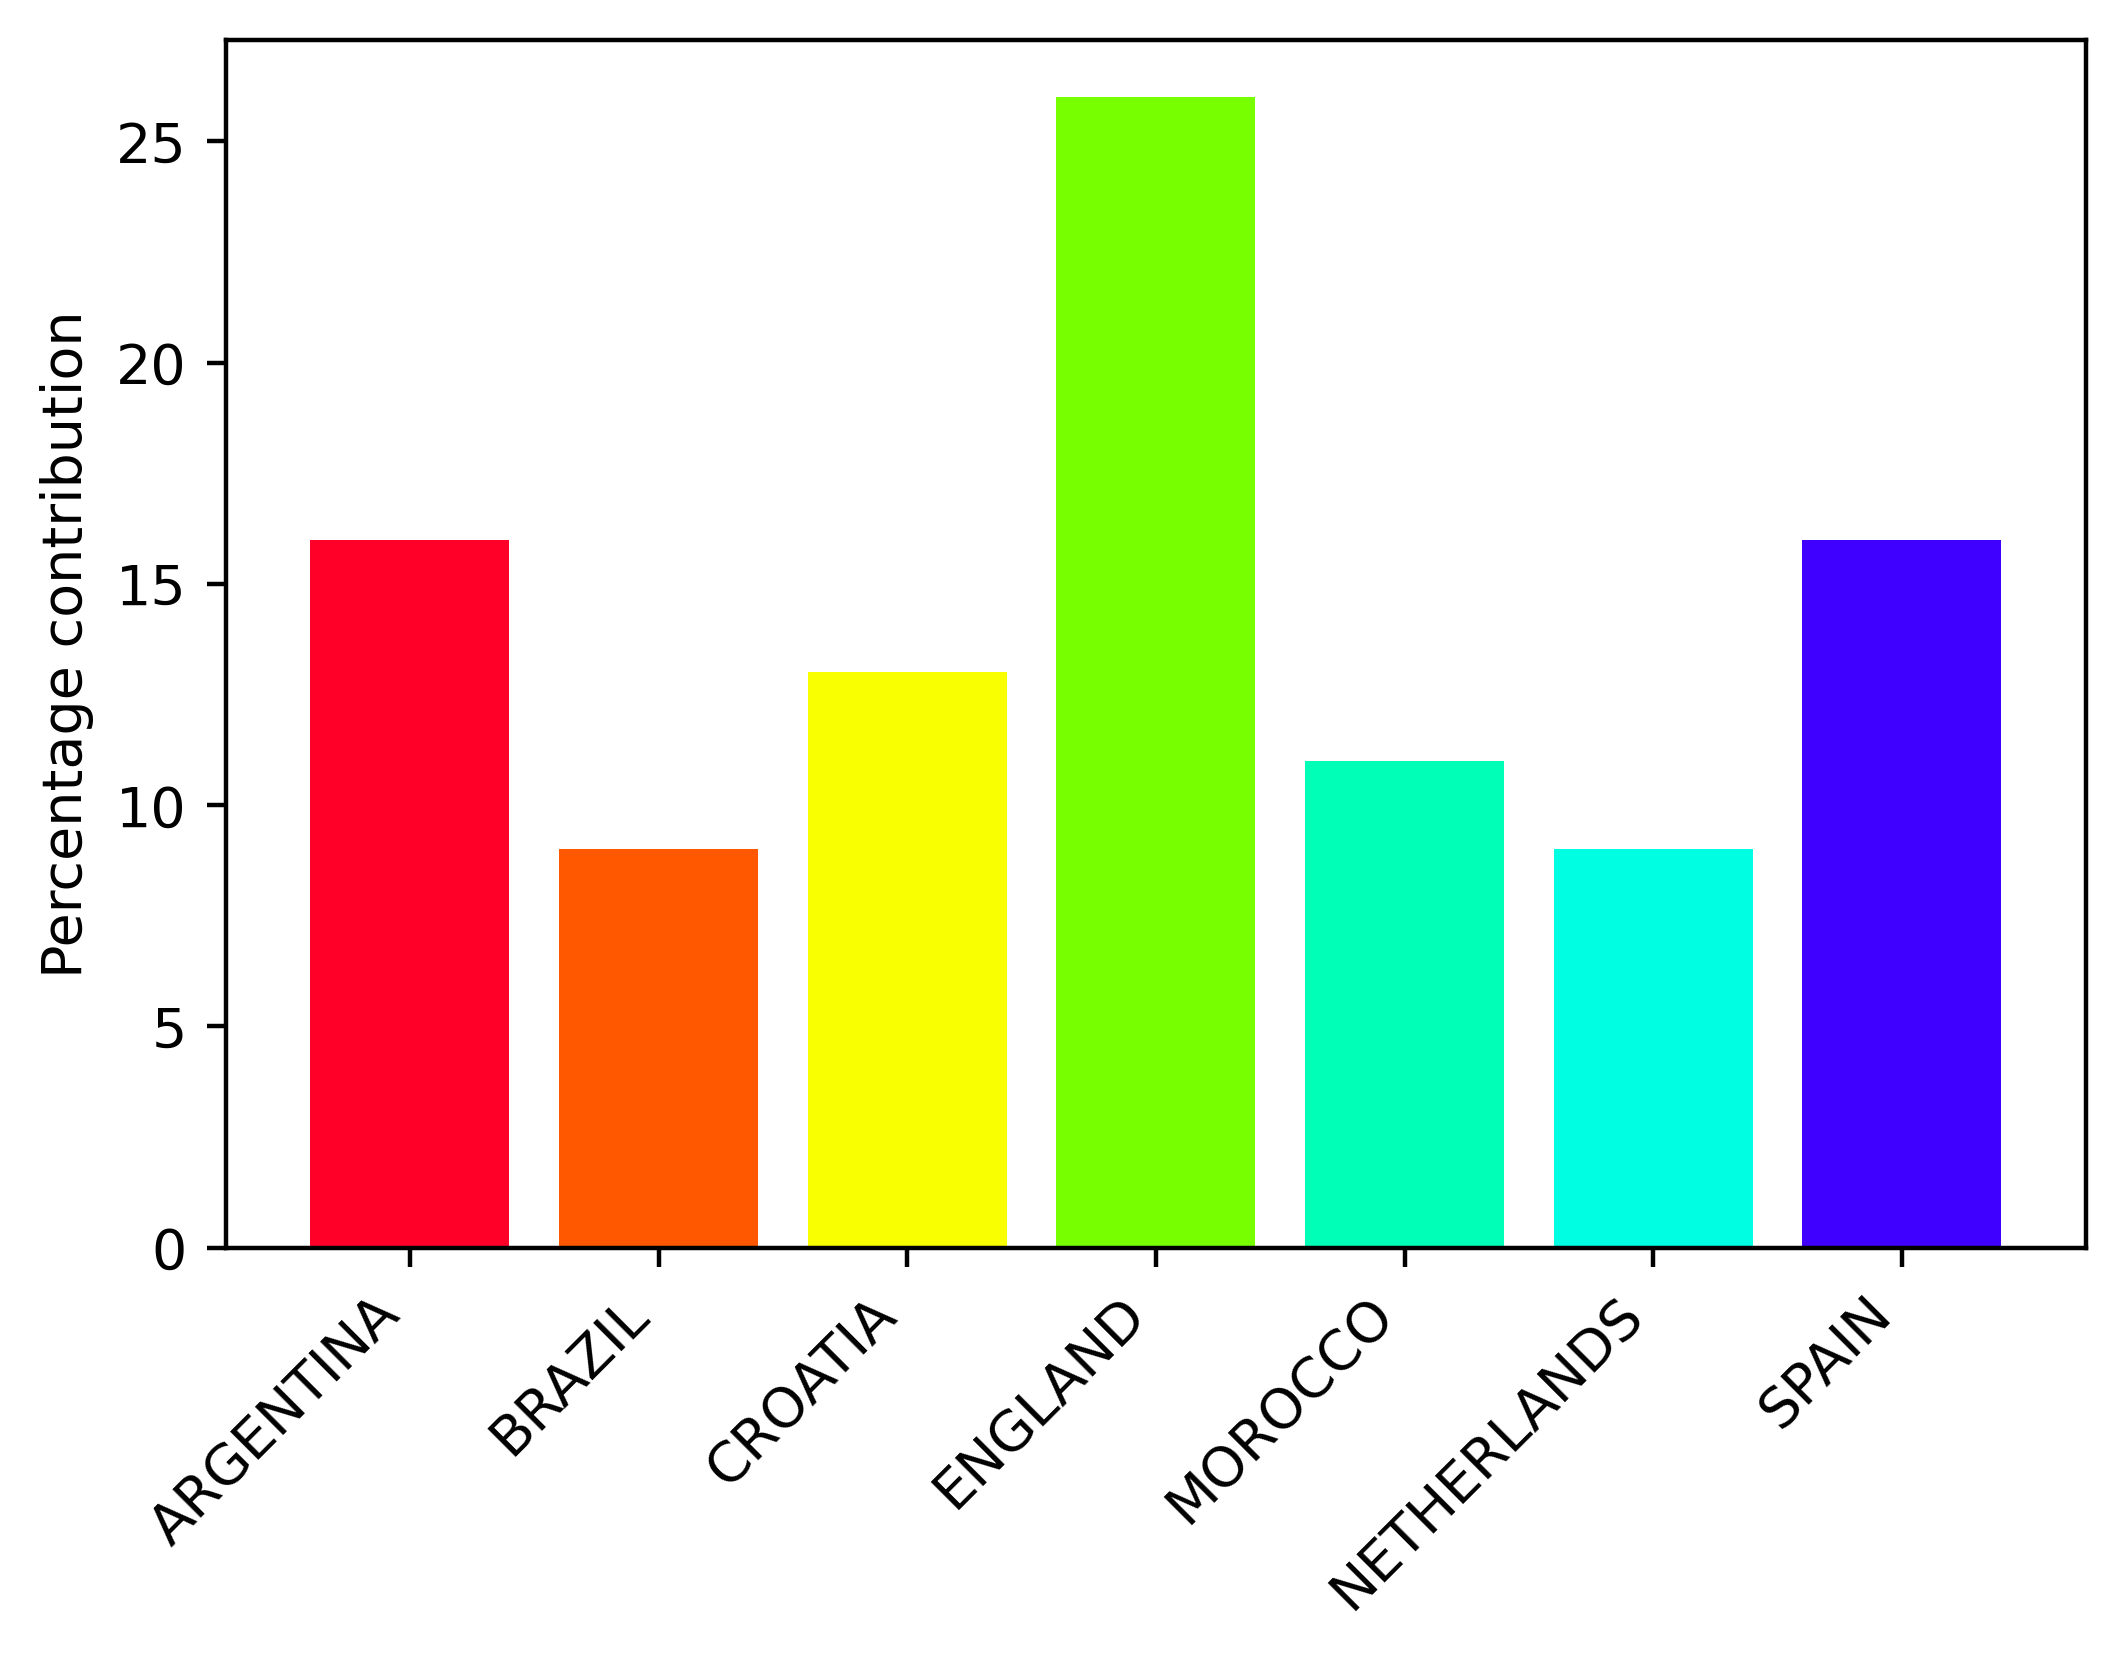 Percentage contribution
25
20
15
10
5
0
ARGENTINA
BRAZIL
CROATIA
ENGLAND
MOROCCO
NETHERLANDS
SPAIN